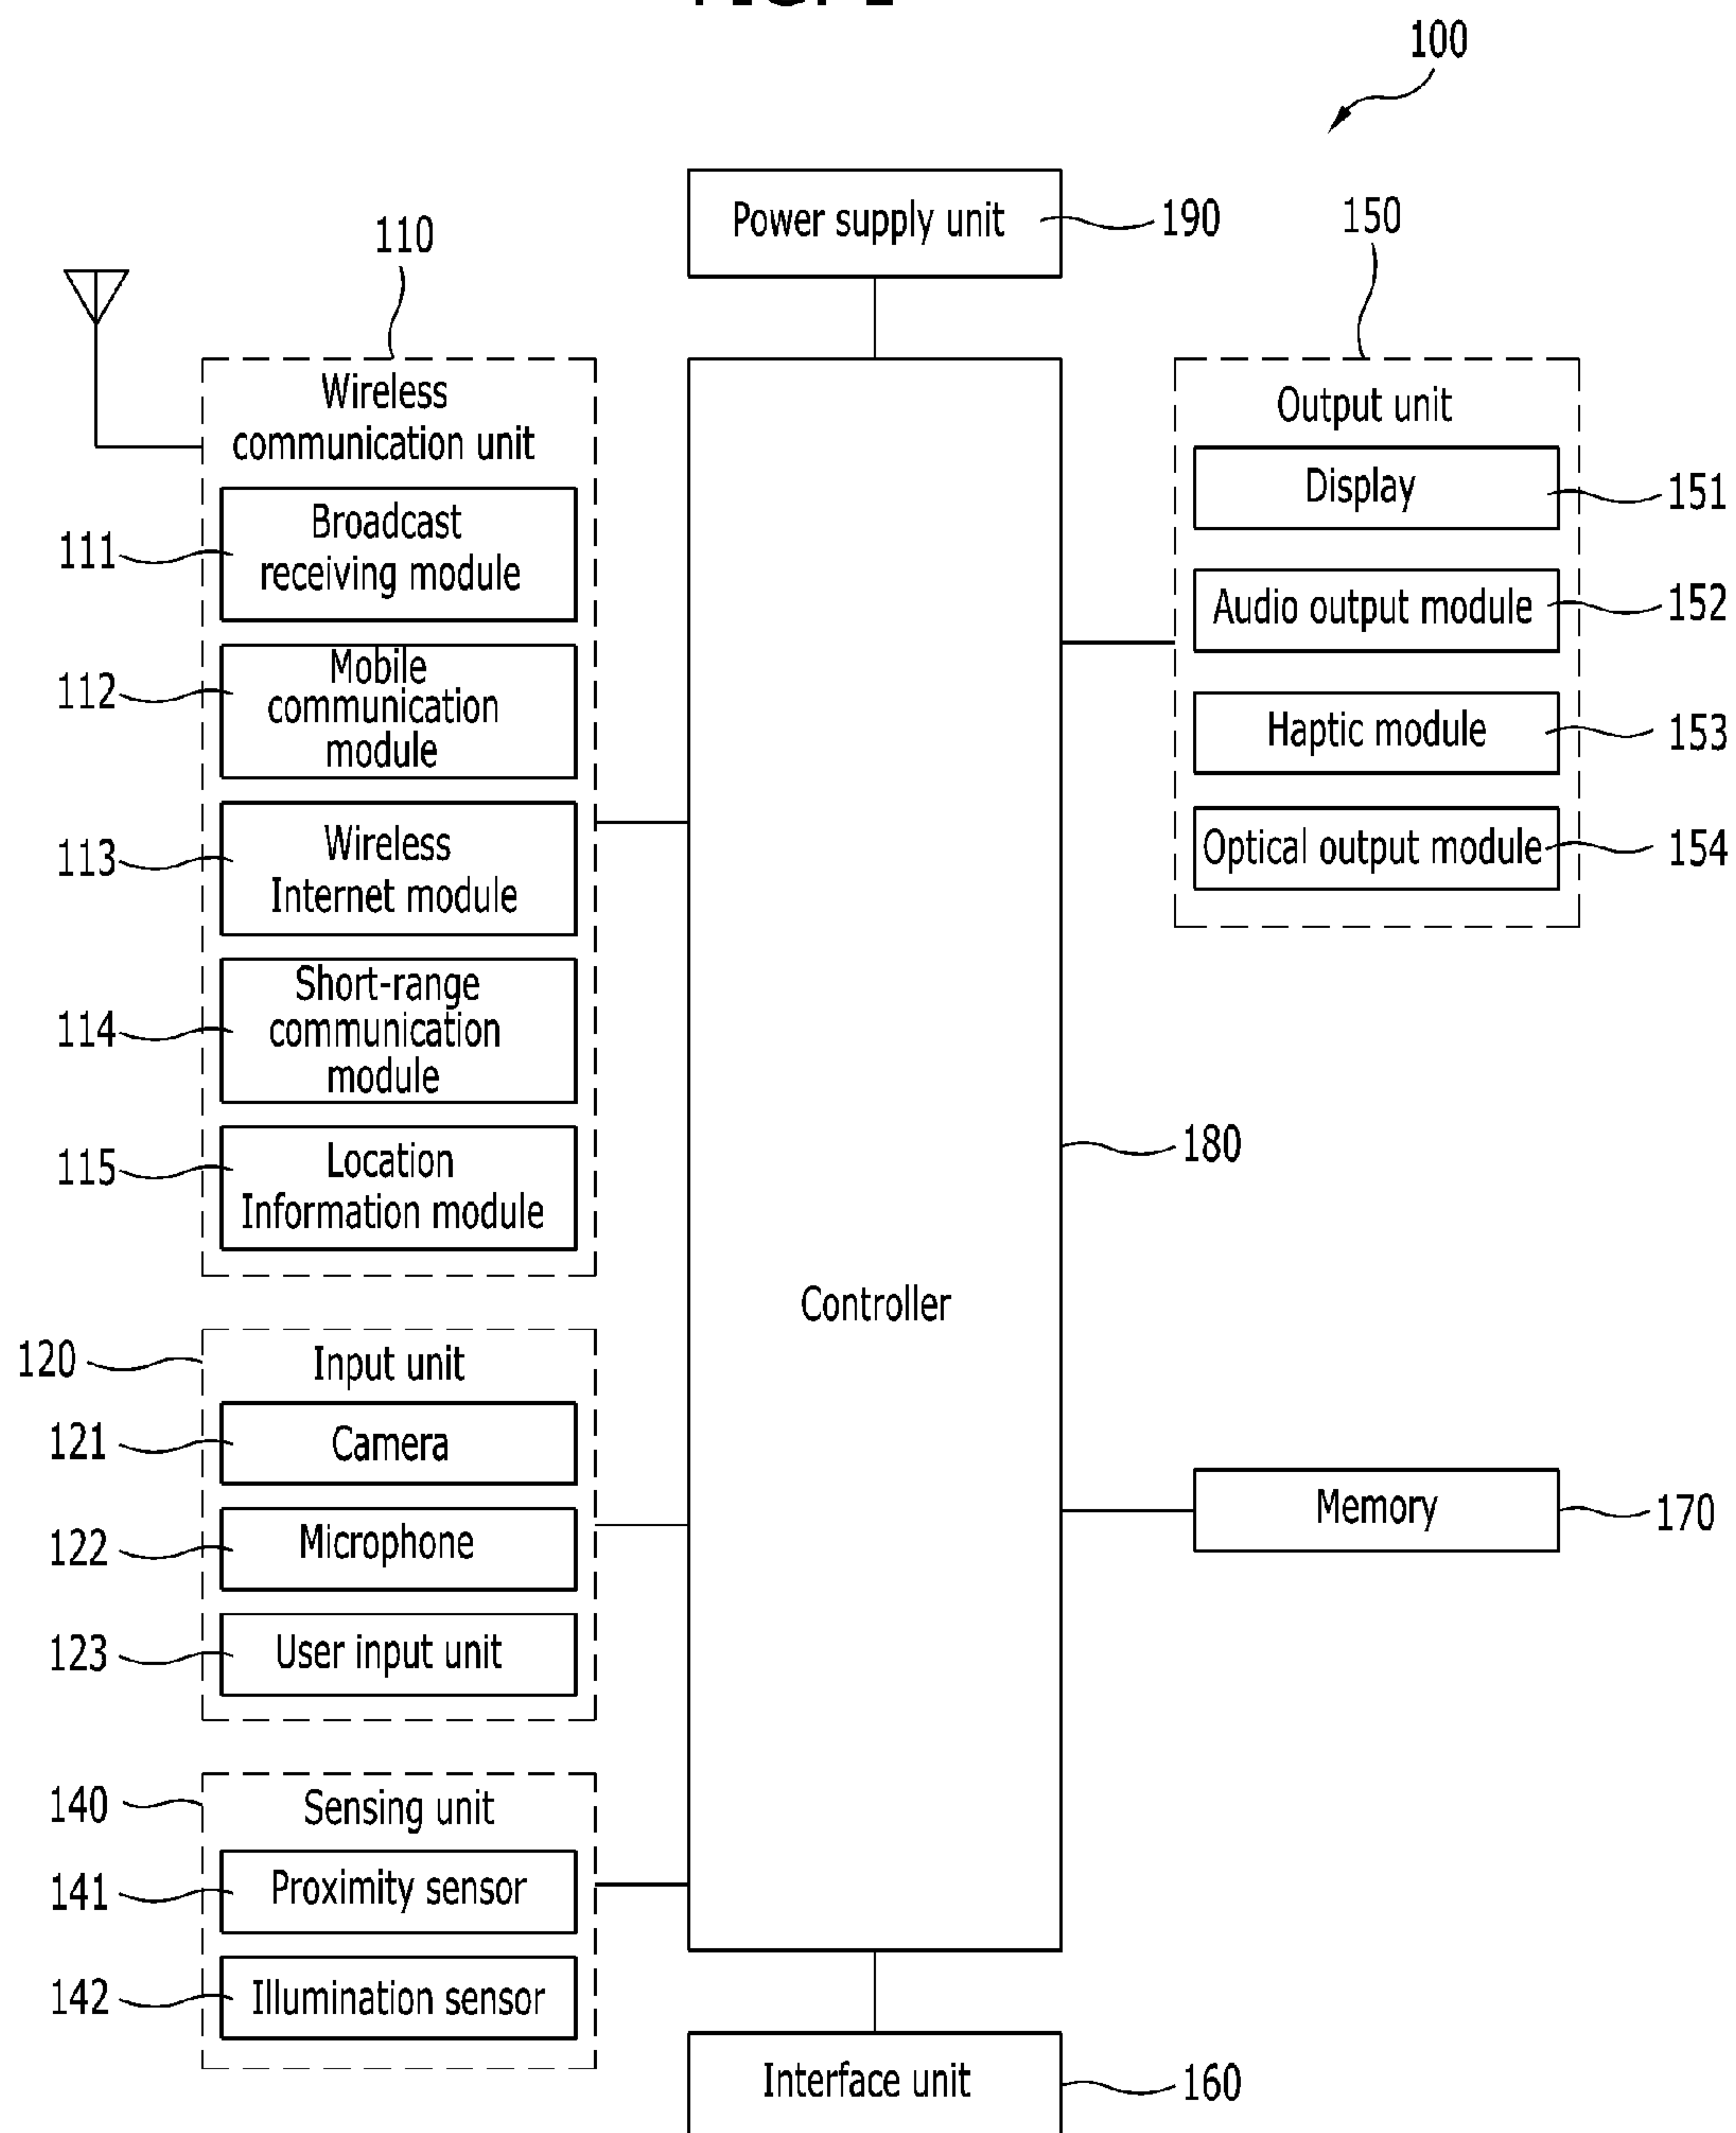 100
Power supply unit
190
150
110
Wireless
communication unit
Broadcast
receiving module
111
Mobile
communication
module
112
Wireless
Internet module
113
Short-range
communication
module
114
Location
Information module
115
Output unit
Display
151
Audio output module
152
Haptic module
153
Optical output module
154
Controller
180
120
Input unit
121
Camera
122
Microphone
123
User input unit
Memory
170
140
Sensing unit
141
Proximity sensor
142
Illumination sensor
Interface unit
160